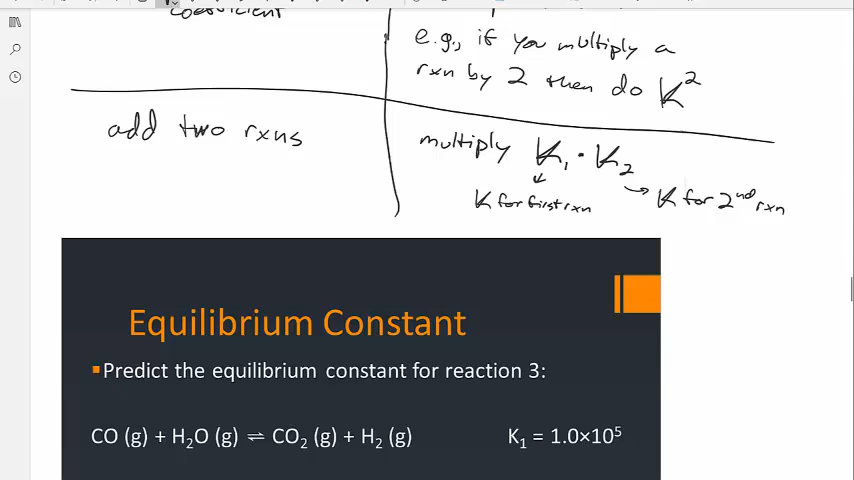 coefficient
e.g., if you multiply a
rxn by 2 then do K²
add two rxns
multiply K₁ · K₂
K for first rxn
K for 2nd rxn
Equilibrium Constant
Predict the equilibrium constant for reaction 3:
CO (g) + H₂O (g) ⇌ CO₂ (g) + H₂ (g) K₁ = 1.0×10⁵